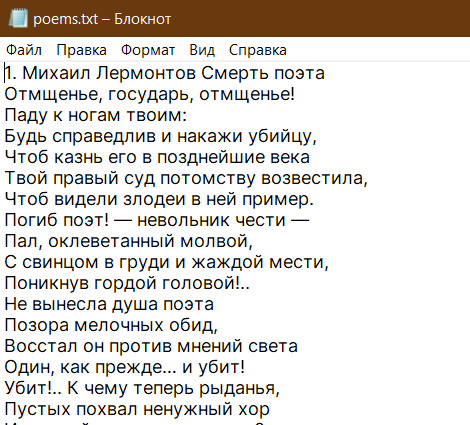 poems.txt – Блокнот
Файл Правка Формат Вид Справка
1. Михаил Лермонтов Смерть поэта
Отмщенье, государь, отмщенье!
Паду к ногам твоим:
Будь справедлив и накажи убийцу,
Чтоб казнь его в позднейшие века
Твой правый суд потомству возвестила,
Чтоб видели злодеи в ней пример.
Погиб поэт! — невольник чести —
Пал, оклеветанный молвой,
С свинцом в груди и жаждой мести,
Поникнув гордой головой!..
Не вынесла душа поэта
Позора мелочных обид,
Восстал он против мнений света
Один, как прежде... и убит!
Убит!.. К чему теперь рыданья,
Пустых похвал ненужный хор